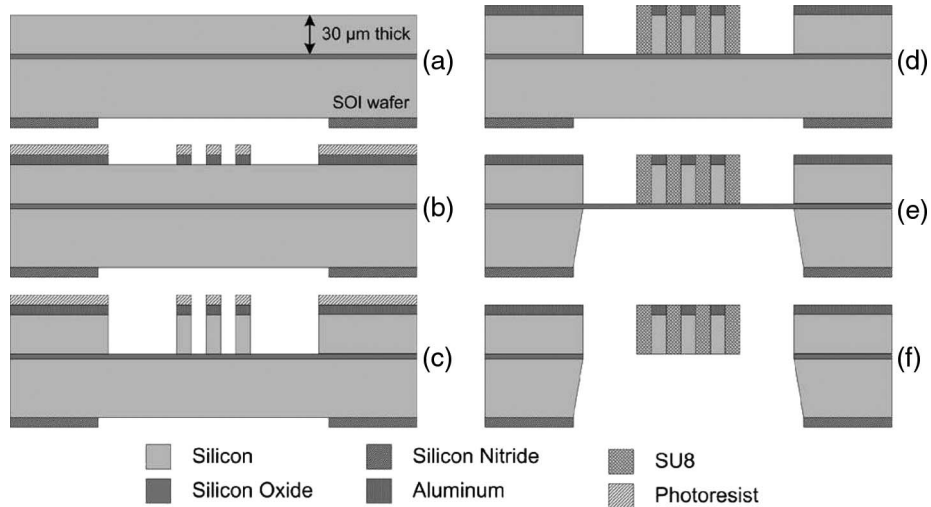 30 µm thick
(a)
SOI wafer
(b)
(c)
(d)
(e)
(f)
Silicon
Silicon Nitride
SU8
Silicon Oxide
Aluminum
Photoresist